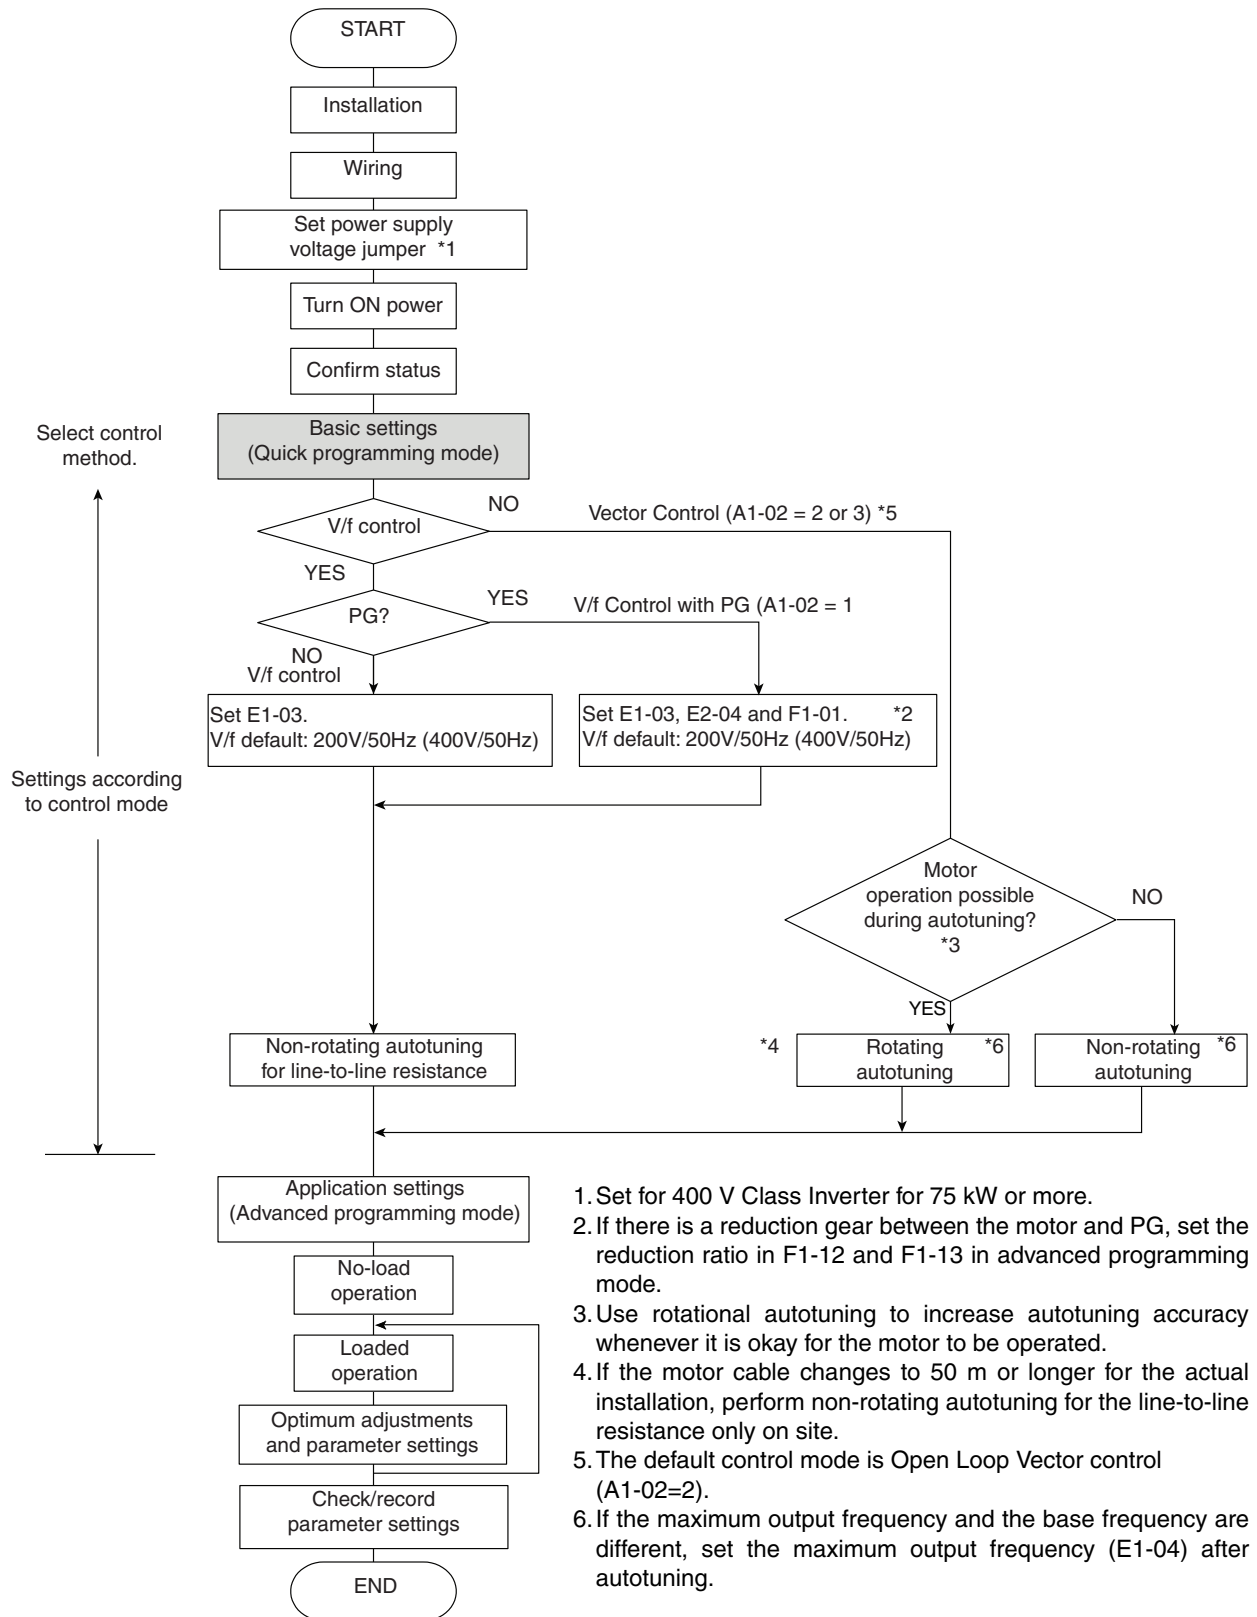 START
Installation
Wiring
Set power supply
voltage jumper *1
Turn ON power
Confirm status
Select control
method.
Basic settings
(Quick programming mode)
NO
V/f control
Vector Control (A1-02 = 2 or 3) *5
YES
PG?
YES
V/f Control with PG (A1-02 = 1
NO
V/f control
Set E1-03.
V/f default: 200V/50Hz (400V/50Hz)
Set E1-03, E2-04 and F1-01. *2
V/f default: 200V/50Hz (400V/50Hz)
Settings according
to control mode
Motor
operation possible
during autotuning?
*3
NO
YES
Non-rotating autotuning
for line-to-line resistance
*4
Rotating *6
autotuning
Non-rotating *6
autotuning
Application settings
(Advanced programming mode)
No-load
operation
Loaded
operation
Optimum adjustments
and parameter settings
Check/record
parameter settings
END
1. Set for 400 V Class Inverter for 75 kW or more.
2. If there is a reduction gear between the motor and PG, set the
reduction ratio in F1-12 and F1-13 in advanced programming
mode.
3. Use rotational autotuning to increase autotuning accuracy
whenever it is okay for the motor to be operated.
4. If the motor cable changes to 50 m or longer for the actual
installation, perform non-rotating autotuning for the line-to-line
resistance only on site.
5. The default control mode is Open Loop Vector control
(A1-02=2).
6. If the maximum output frequency and the base frequency are
different, set the maximum output frequency (E1-04) after
autotuning.